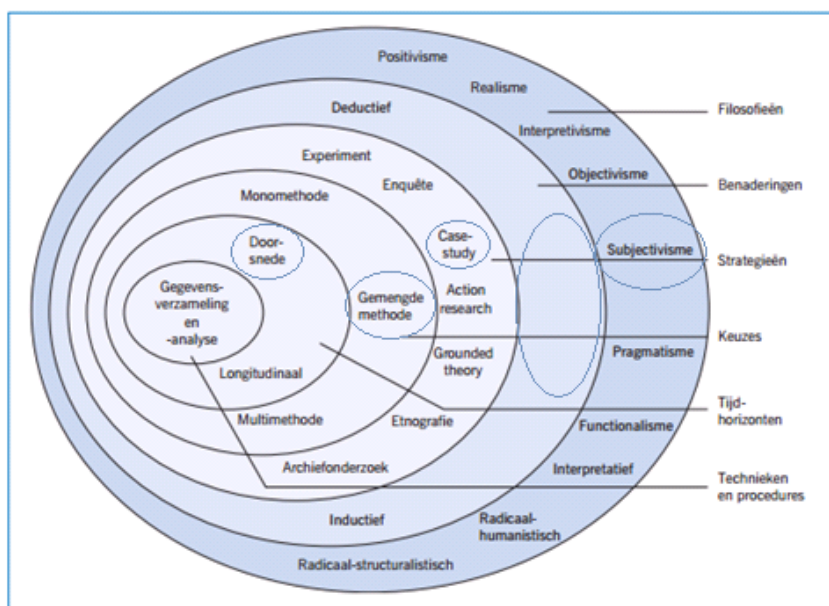 Positivisme
Realisme
Filosofieën
Deductief
Interpretivisme
Experiment
Objectivisme
Enquête
Benaderingen
Monomethode
Door-
snede
Case-
study
Subjectivisme
Strategieën
Gegevens-
verzameling
en
-analyse
Gemengde
methode
Action
research
Keuzes
Grounded
theory
Pragmatisme
Longitudinaal
Tijd-
horizonten
Multimethode
Etnografie
Functionalisme
Archiefonderzoek
Interpretatief
Technieken
en procedures
Inductief
Radicaal-
humanistisch
Radicaal-structuralistisch